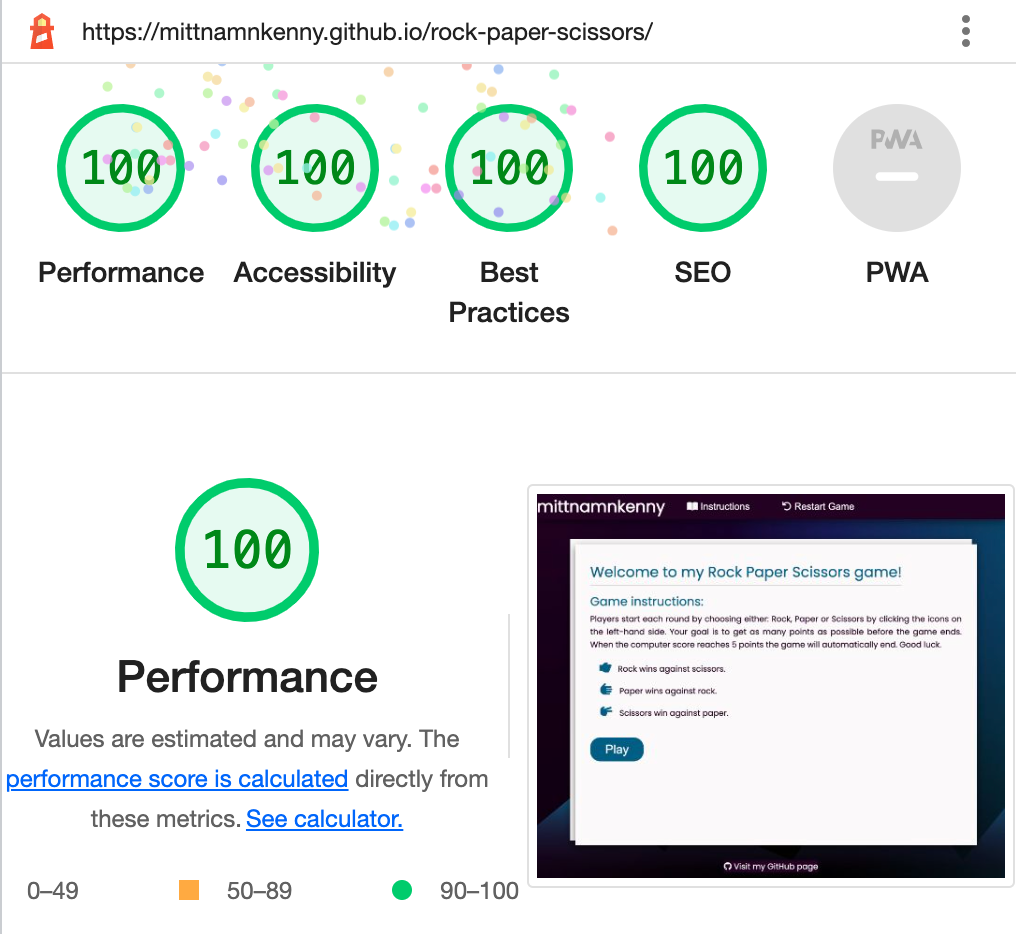 https://mittnamnkenny.github.io/rock-paper-scissors/
100
100
100
100
PWA
Performance
Accessibility
Best
Practices
SEO
PWA
100
Performance
Values are estimated and may vary. The
performance score is calculated directly from
these metrics. See calculator.
0–49
50–89
90–100
mittnamnkenny
Instructions
Restart Game
Welcome to my Rock Paper Scissors game!
Game instructions:
Players start each round by choosing either: Rock, Paper or Scissors by clicking the icons on
the left-hand side. Your goal is to get as many points as possible before the game ends.
When the computer score reaches 5 points the game will automatically end. Good luck.
Rock wins against scissors.
Paper wins against rock.
Scissors win against paper.
Play
Visit my GitHub page